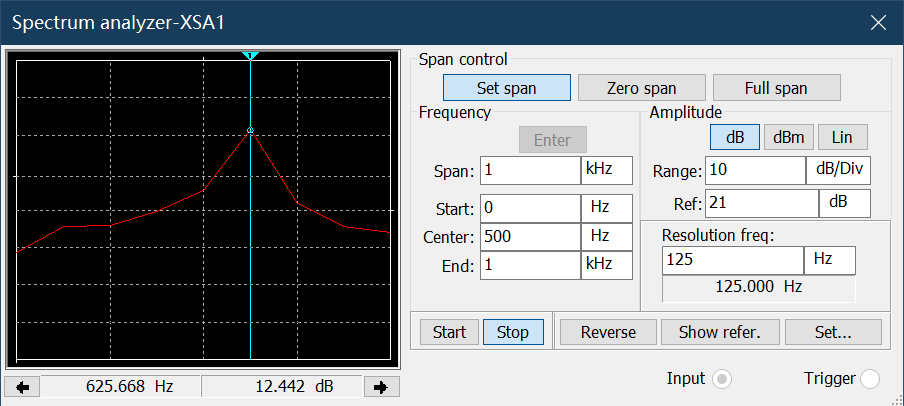 Spectrum analyzer-XSA1
1
Span control
Set span Zero span Full span
Frequency
Enter
Span: 1 kHz
Start: 0 Hz
Center: 500 Hz
End: 1 kHz
Amplitude
dB dBm Lin
Range: 10 dB/Div
Ref: 21 dB
Resolution freq:
125 Hz
125.000 Hz
Start Stop Reverse Show refer. Set...
625.668 Hz 12.442 dB
Input Trigger